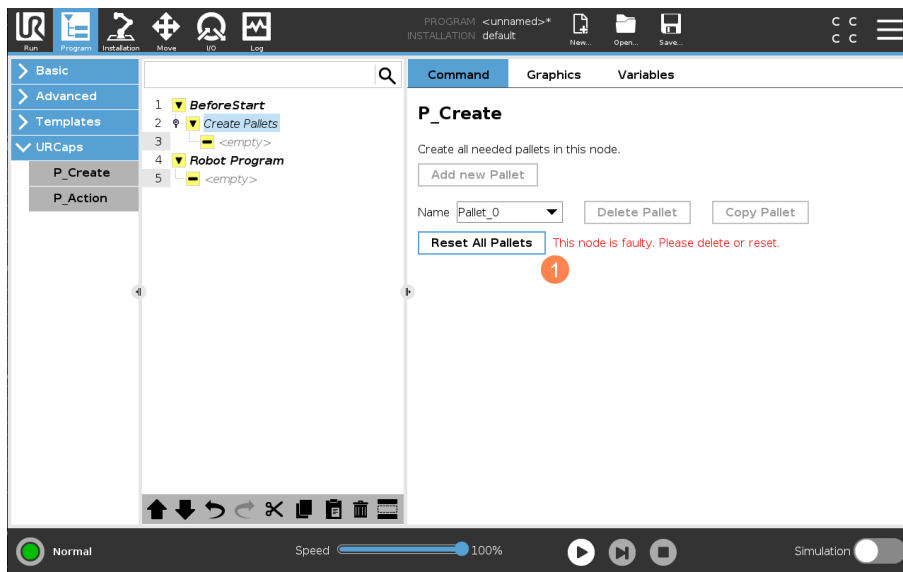 PROGRAM <unnamed>*
INSTALLATION default
UR
Run
Program
Installation
Move
I/O
Log
New...
Open...
Save...
C C
C C
Basic
Advanced
Templates
URCaps
P_Create
P_Action
1 BeforeStart
2 Create Pallets
3 <empty>
4 Robot Program
5 <empty>
Command Graphics Variables
P_Create
Create all needed pallets in this node.
Add new Pallet
Name Pallet_0 Delete Pallet Copy Pallet
Reset All Pallets This node is faulty. Please delete or reset.
1
Normal
Speed 100%
Simulation